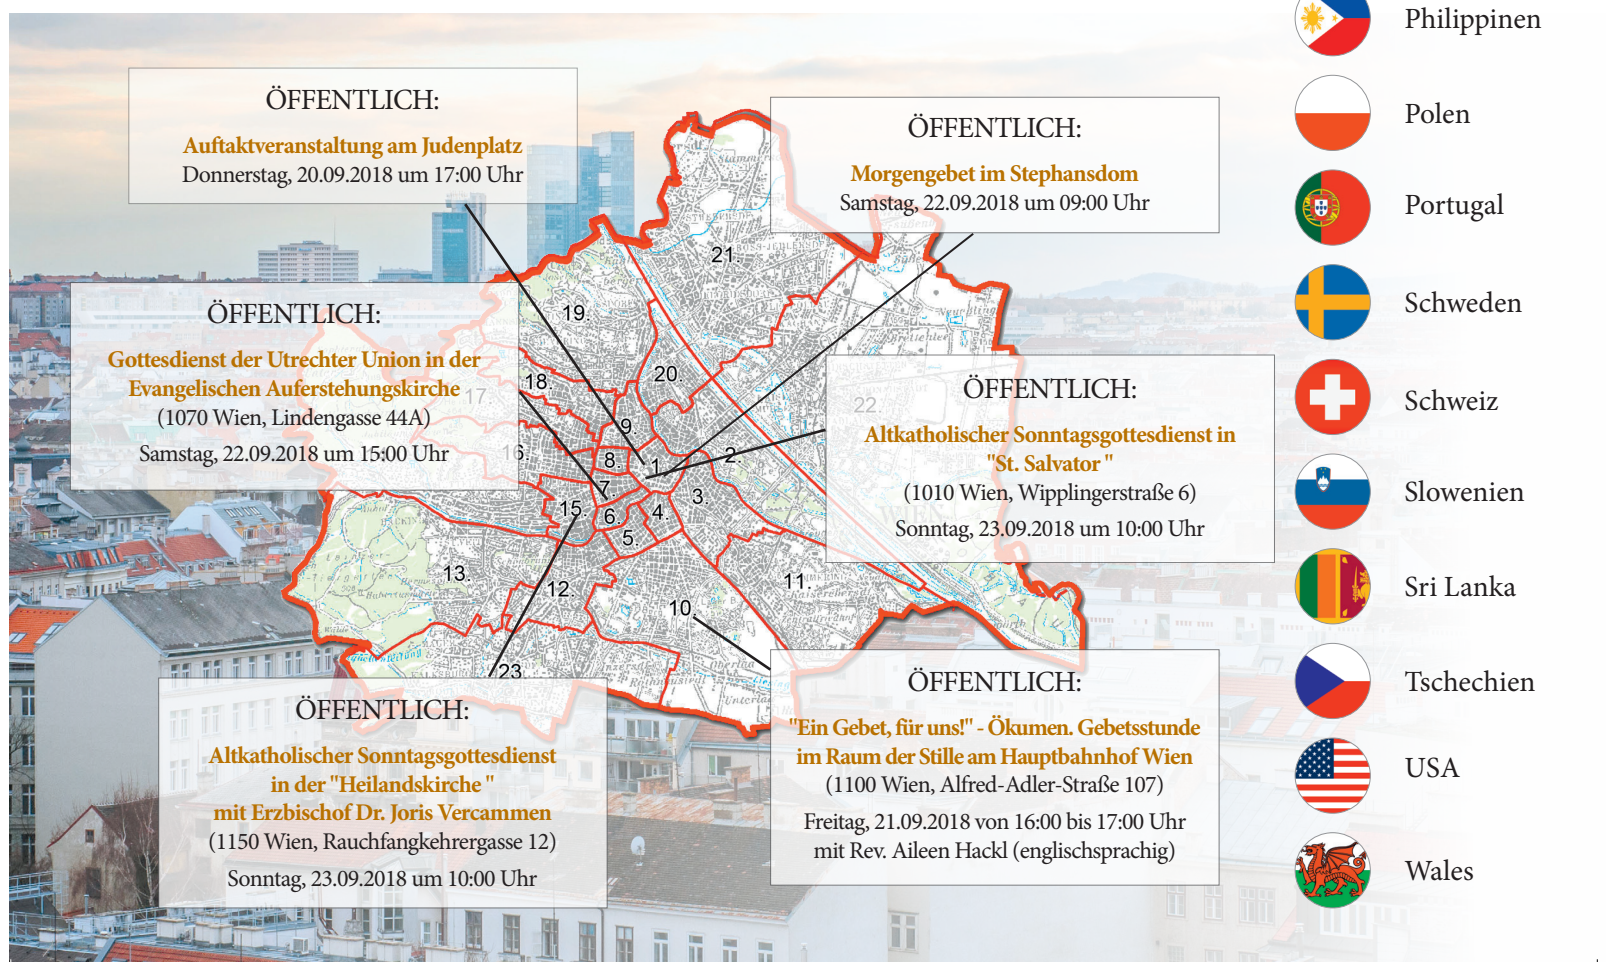 ÖFFENTLICH:
Auftaktveranstaltung am Judenplatz
Donnerstag, 20.09.2018 um 17:00 Uhr
ÖFFENTLICH:
Morgengebet im Stephansdom
Samstag, 22.09.2018 um 09:00 Uhr
ÖFFENTLICH:
Gottesdienst der Utrechter Union in der
Evangelischen Auferstehungskirche
(1070 Wien, Lindengasse 44A)
Samstag, 22.09.2018 um 15:00 Uhr
ÖFFENTLICH:
Altkatholischer Sonntagsgottesdienst in
"St. Salvator "
(1010 Wien, Wipplingerstraße 6)
Sonntag, 23.09.2018 um 10:00 Uhr
ÖFFENTLICH:
Altkatholischer Sonntagsgottesdienst
in der "Heilandskirche "
mit Erzbischof Dr. Joris Vercammen
(1150 Wien, Rauchfangkehrergasse 12)
Sonntag, 23.09.2018 um 10:00 Uhr
ÖFFENTLICH:
"Ein Gebet, für uns!" - Ökumen. Gebetsstunde
im Raum der Stille am Hauptbahnhof Wien
(1100 Wien, Alfred-Adler-Straße 107)
Freitag, 21.09.2018 von 16:00 bis 17:00 Uhr
mit Rev. Aileen Hackl (englischsprachig)
21.
19.
20.
18.
17.
22.
9.
16.
8.
1.
2.
7.
3.
15.
6.
4.
5.
WIEN
13.
12.
11.
10.
23.
Philippinen
Polen
Portugal
Schweden
Schweiz
Slowenien
Sri Lanka
Tschechien
USA
Wales